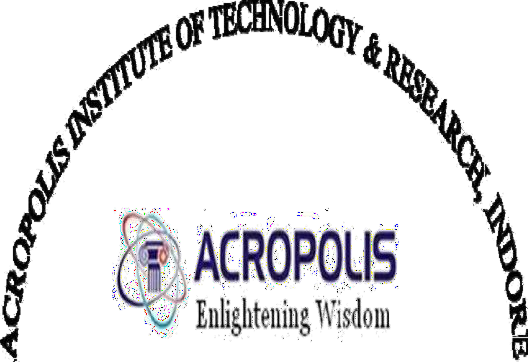 ACROPOLIS INSTITUTE OF TECHNOLOGY & RESEARCH, INDORE
ACROPOLIS
Enlightening Wisdom